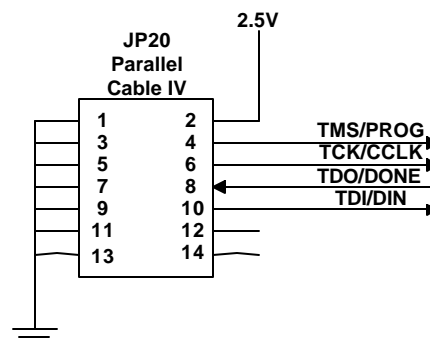 2.5V
JP20
Parallel
Cable IV
1 2
3 4 TMS/PROG
5 6 TCK/CCLK
7 8 TDO/DONE
9 10 TDI/DIN
11 12
13 14